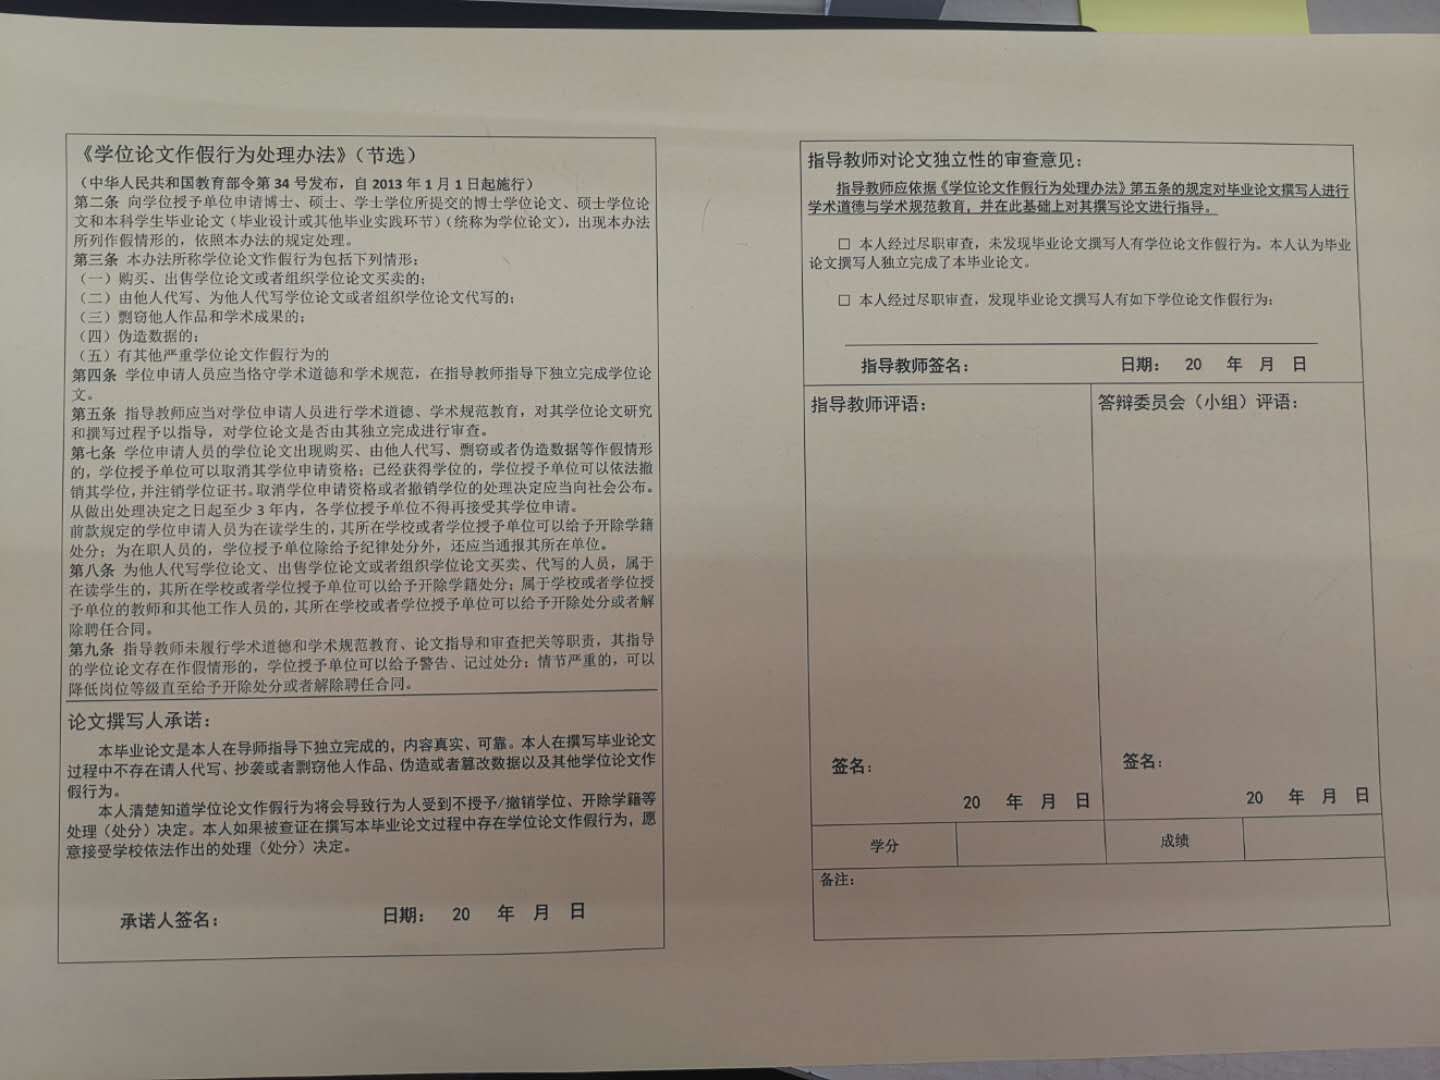 《学位论文作假行为处理办法》（节选）
（中华人民共和国教育部令第 34 号发布，自 2013 年 1 月 1 日起施行）
第二条 向学位授予单位申请博士、硕士、学士学位所提交的博士学位论文、硕士学位论
文和本科学生毕业论文（毕业设计或其他毕业实践环节）（统称为学位论文），出现本办法
所列作假情形的，依照本办法的规定处理。
第三条 本办法所称学位论文作假行为包括下列情形：
（一）购买、出售学位论文或者组织学位论文买卖的；
（二）由他人代写、为他人代写学位论文或者组织学位论文代写的；
（三）剽窃他人作品和学术成果的；
（四）伪造数据的；
（五）有其他严重学位论文作假行为的
第四条 学位申请人员应当恪守学术道德和学术规范，在指导教师指导下独立完成学位论
文。
第五条 指导教师应当对学位申请人员进行学术道德、学术规范教育，对其学位论文研究
和撰写过程予以指导，对学位论文是否由其独立完成进行审查。
第七条 学位申请人员的学位论文出现购买、由他人代写、剽窃或者伪造数据等作假情形
的，学位授予单位可以取消其学位申请资格；已经获得学位的，学位授予单位可以依法撤
销其学位，并注销学位证书。取消学位申请资格或者撤销学位的处理决定应当向社会公布。
从做出处理决定之日起至少 3 年内，各学位授予单位不得再接受其学位申请。
前款规定的学位申请人员为在读学生的，其所在学校或者学位授予单位可以给予开除学籍
处分；为在职人员的，学位授予单位除给予纪律处分外，还应当通报其所在单位。
第八条 为他人代写学位论文、出售学位论文或者组织学位论文买卖、代写的人员，属于
在读学生的，其所在学校或者学位授予单位可以给予开除学籍处分；属于学校或者学位授
予单位的教师和其他工作人员的，其所在学校或者学位授予单位可以给予开除处分或者解
除聘任合同。
第九条 指导教师未履行学术道德和学术规范教育、论文指导和审查把关等职责，其指导
的学位论文存在作假情形的，学位授予单位可以给予警告、记过处分；情节严重的，可以
降低岗位等级直至给予开除处分或者解除聘任合同。
论文撰写人承诺：
本毕业论文是本人在导师指导下独立完成的，内容真实、可靠。本人在撰写毕业论文
过程中不存在请人代写、抄袭或者剽窃他人作品、伪造或者篡改数据以及其他学位论文作
假行为。
本人清楚知道学位论文作假行为将会导致行为人受到不授予/撤销学位、开除学籍等
处理（处分）决定。本人如果被查证在撰写本毕业论文过程中存在学位论文作假行为，愿
意接受学校依法作出的处理（处分）决定。
承诺人签名： 日期： 20 年 月 日
指导教师对论文独立性的审查意见：
指导教师应依据《学位论文作假行为处理办法》第五条的规定对毕业论文撰写人进行
学术道德与学术规范教育，并在此基础上对其撰写论文进行指导。
□ 本人经过尽职审查，未发现毕业论文撰写人有学位论文作假行为。本人认为毕业
论文撰写人独立完成了本毕业论文。
□ 本人经过尽职审查，发现毕业论文撰写人有如下学位论文作假行为：
指导教师签名： 日期： 20 年 月 日
指导教师评语：
签名：
20 年 月 日
答辩委员会（小组）评语：
签名：
20 年 月 日
学分 成绩
备注：